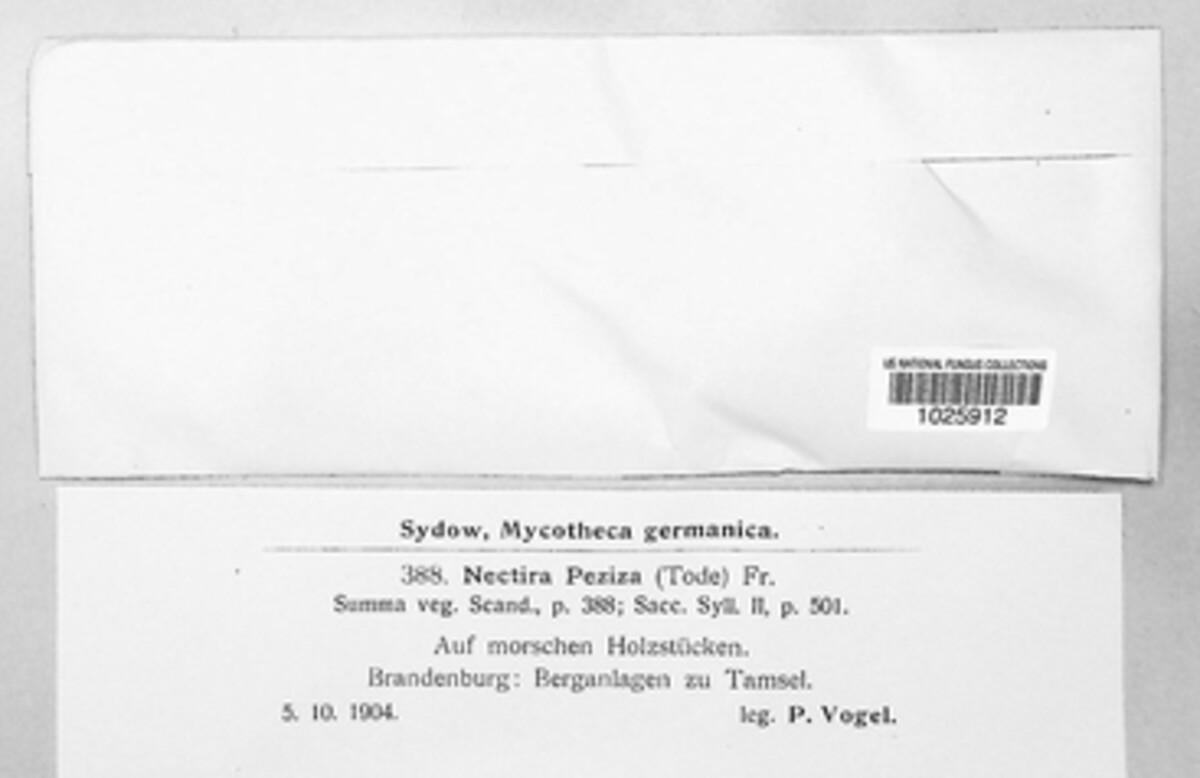 US NATIONAL FUNGUS COLLECTIONS
1025912
Sydow, Mycotheca germanica.
388. Nectira Peziza (Tode) Fr.
Summa veg. Scand., p. 388; Sacc. Syll. II, p. 501.
Auf morschen Holzstücken.
Brandenburg: Berganlagen zu Tamsel.
5. 10. 1904. leg. P. Vogel.